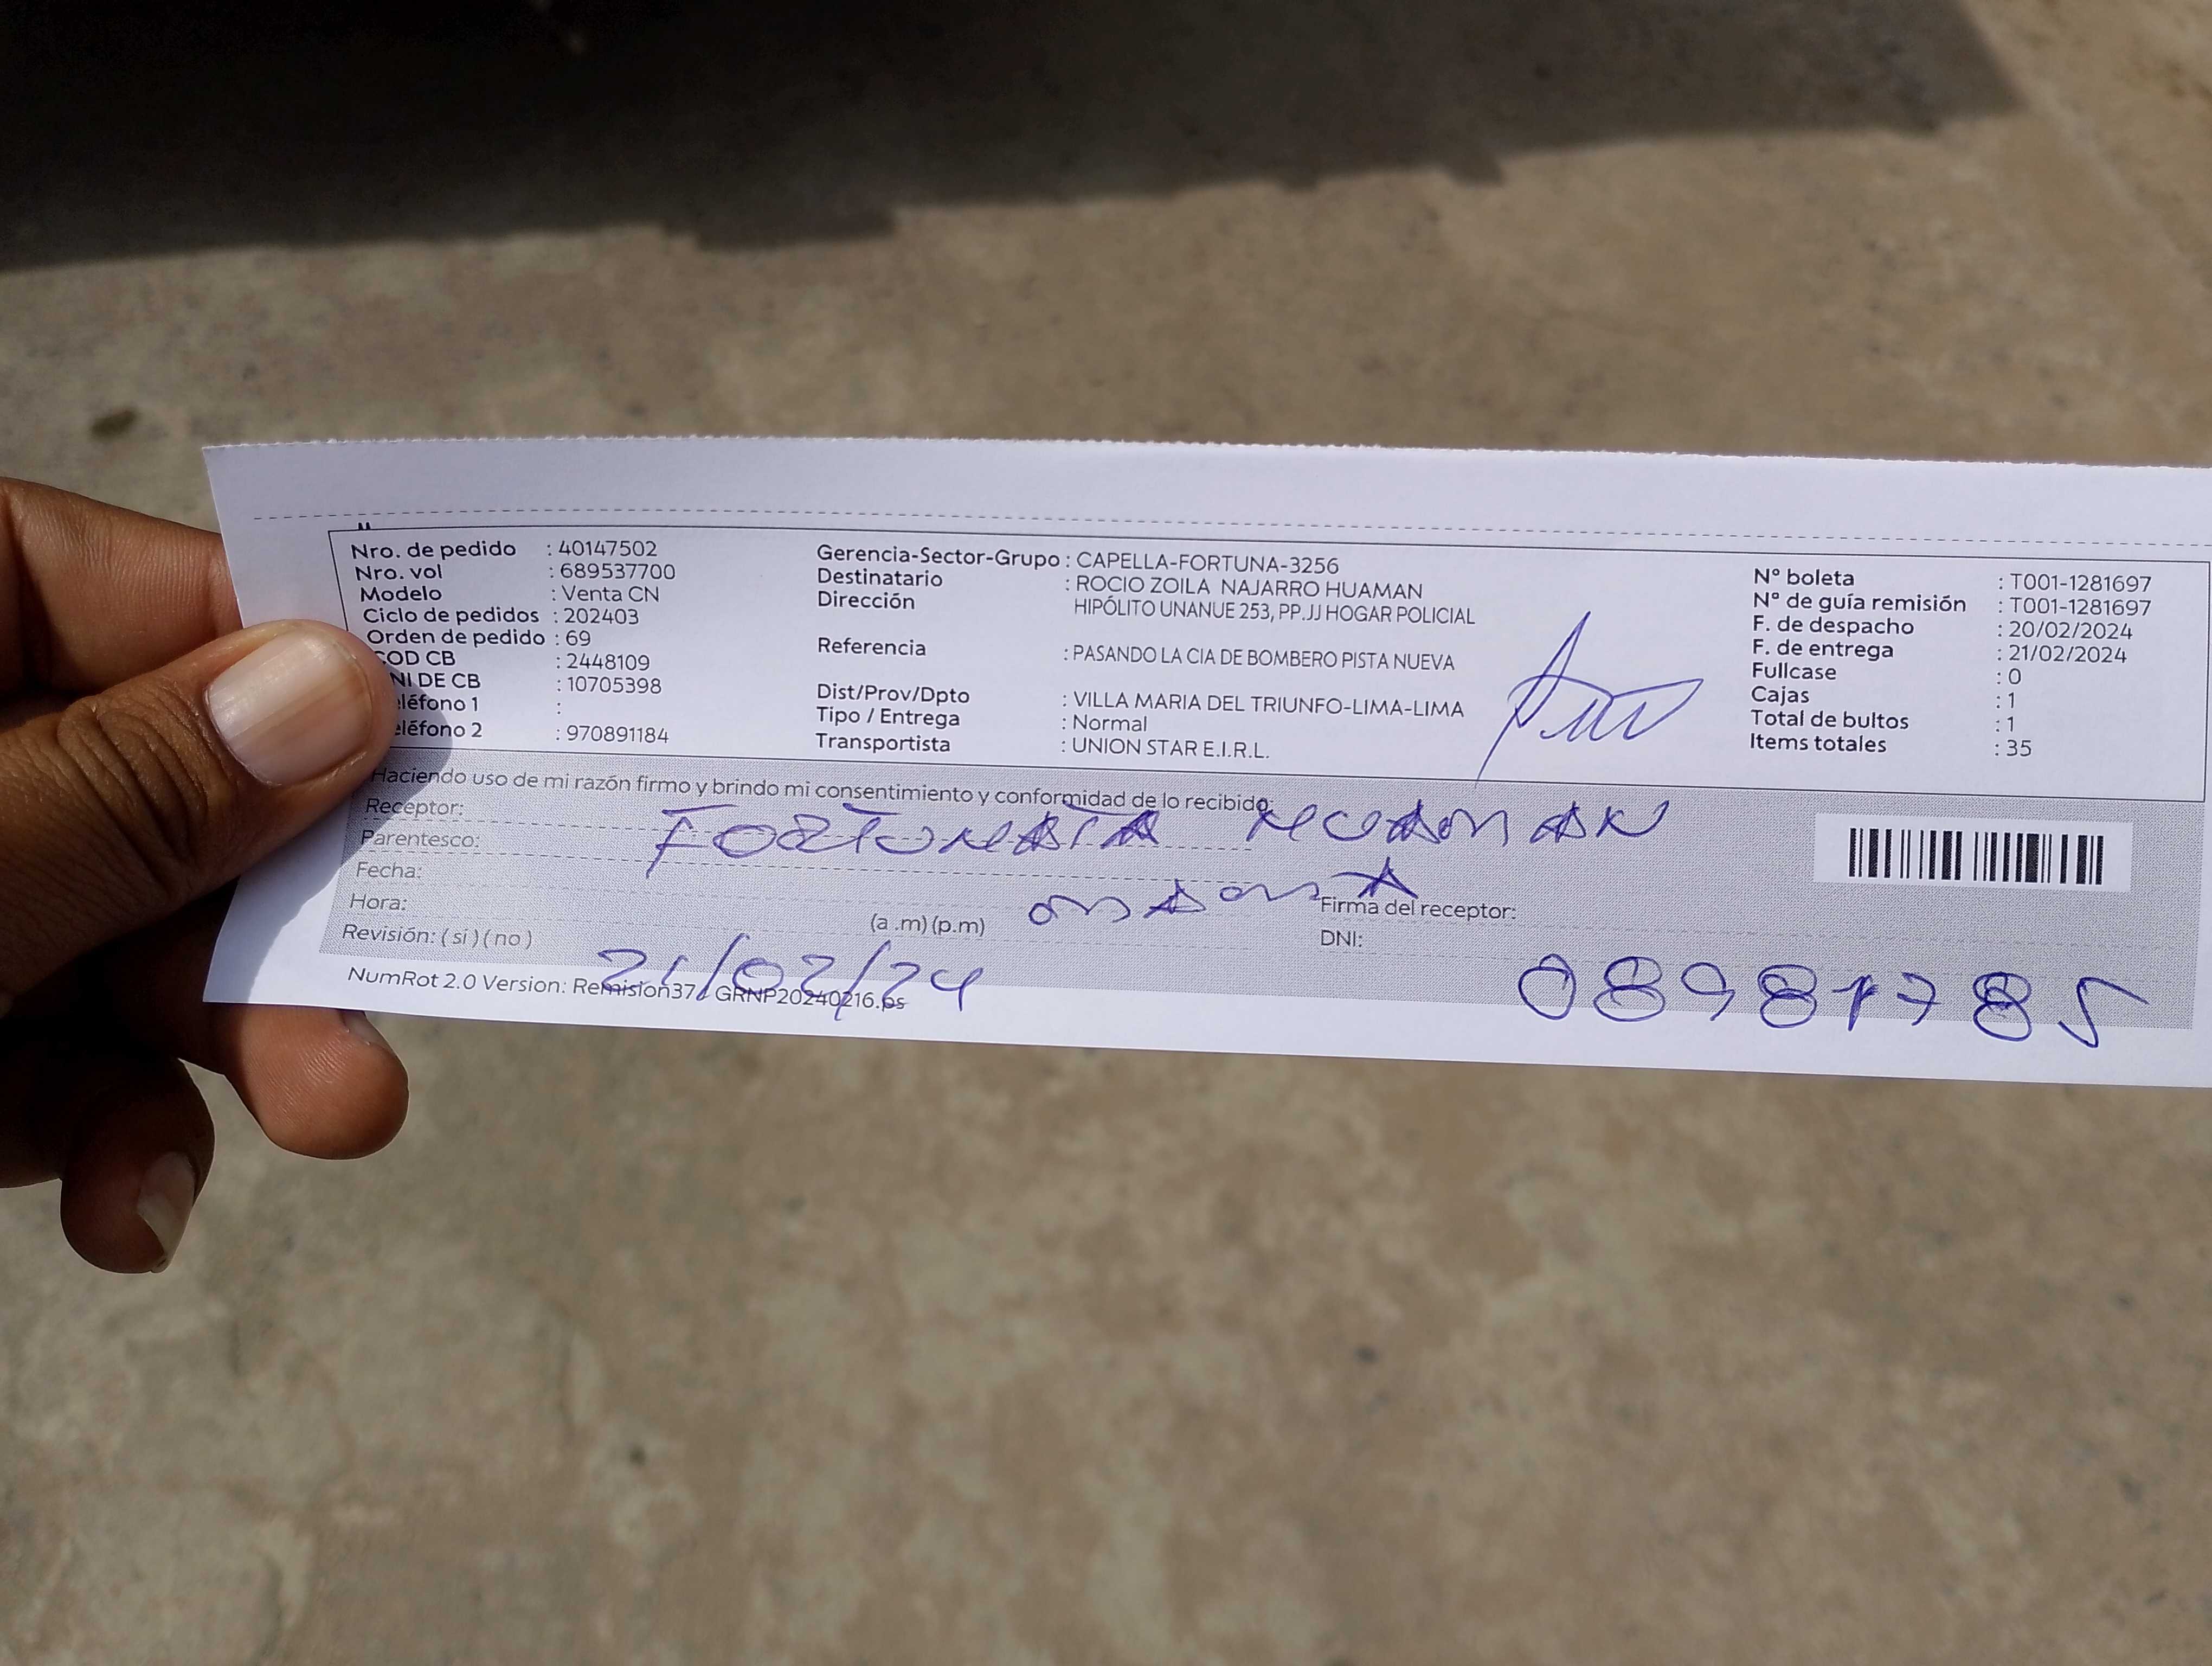 Nro. de pedido : 40147502
Nro. vol : 689537700
Modelo : Venta CN
Ciclo de pedidos : 202403
Orden de pedido : 69
COD CB : 2448109
NI DE CB : 10705398
eléfono 1 :
eléfono 2 : 970891184
Gerencia-Sector-Grupo : CAPELLA-FORTUNA-3256
Destinatario : ROCIO ZOILA NAJARRO HUAMAN
Dirección HIPÓLITO UNANUE 253, PP.JJ HOGAR POLICIAL
Referencia : PASANDO LA CIA DE BOMBERO PISTA NUEVA
Dist/Prov/Dpto : VILLA MARIA DEL TRIUNFO-LIMA-LIMA
Tipo / Entrega : Normal
Transportista : UNION STAR E.I.R.L.
N° boleta : T001-1281697
N° de guía remisión : T001-1281697
F. de despacho : 20/02/2024
F. de entrega : 21/02/2024
Fullcase : 0
Cajas : 1
Total de bultos : 1
Items totales : 35
Haciendo uso de mi razón firmo y brindo mi consentimiento y conformidad de lo recibido:
Receptor: FORTUNATA HUAMAN
Parentesco: MAMA
Fecha: 21/02/24
Hora: (a .m) (p.m)
Revisión: ( sí ) ( no )
Firma del receptor:
DNI: 08981785
NumRot 2.0 Version: Remision37. GRNP20240216.ps